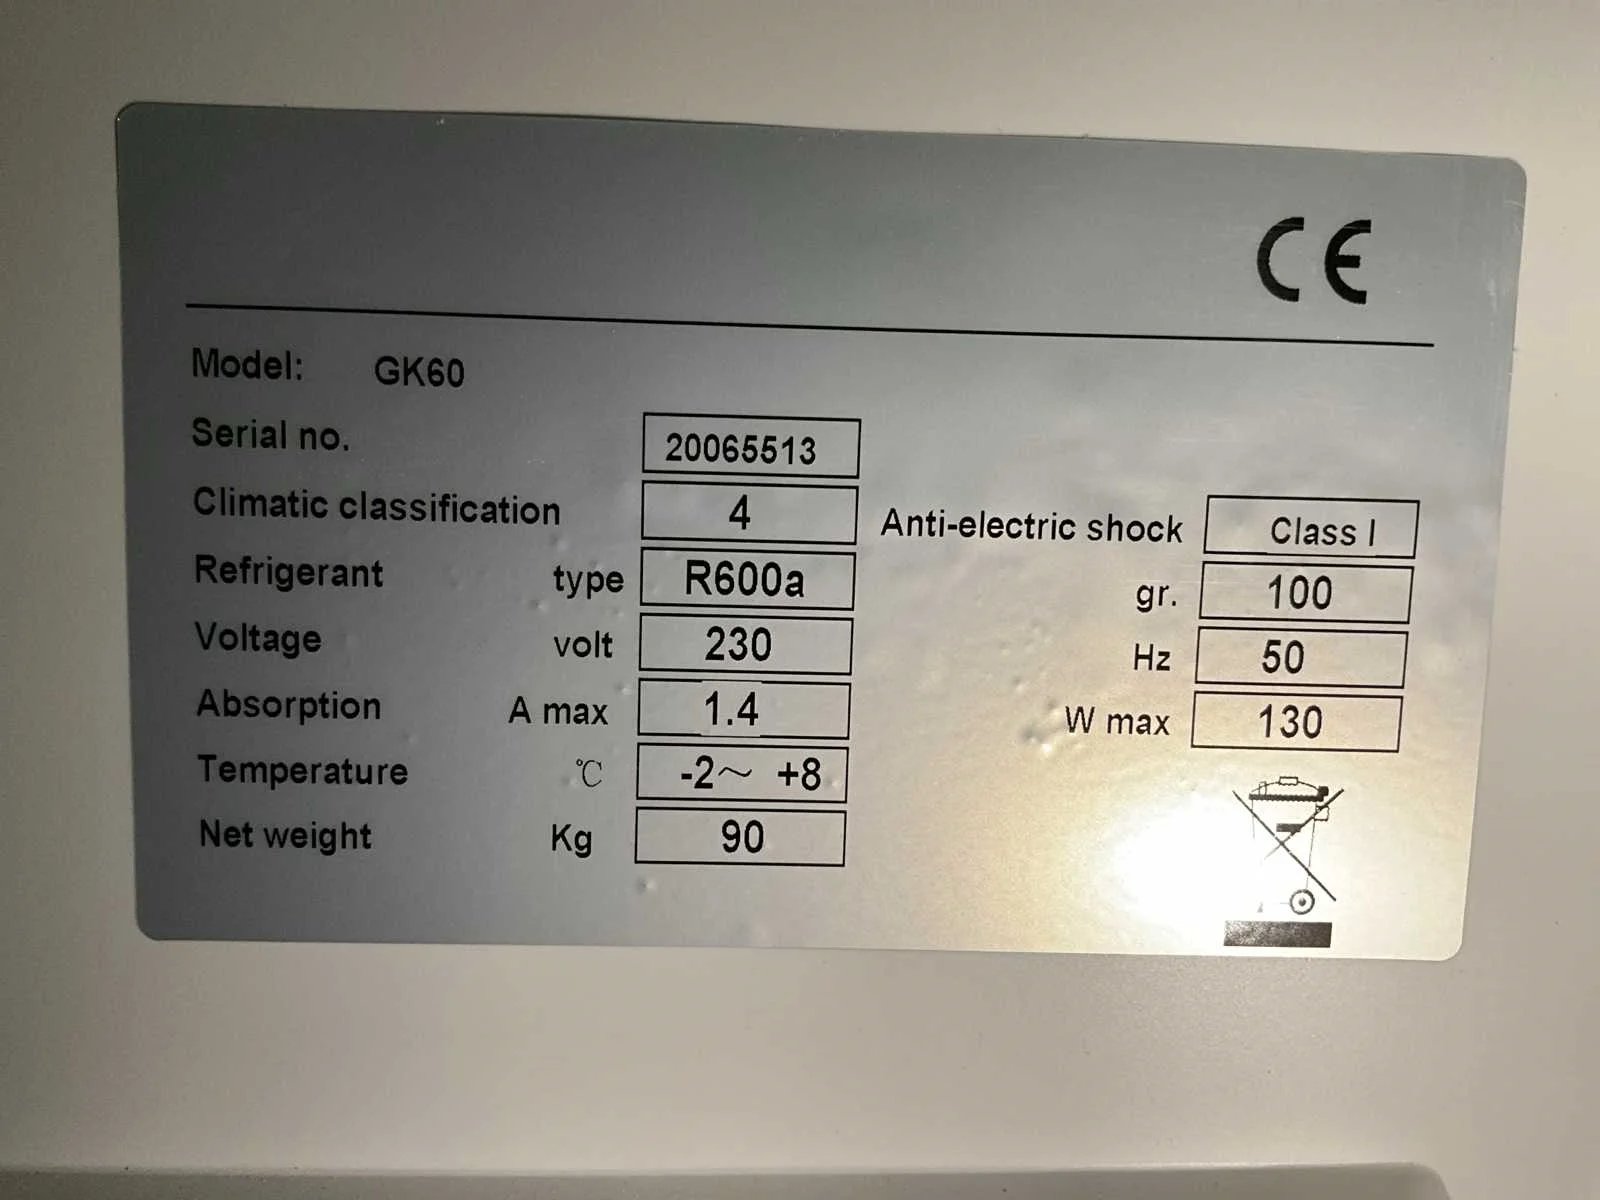 CE
Model: GK60
Serial no. 20065513
Climatic classification 4 Anti-electric shock Class I
Refrigerant type R600a gr. 100
Voltage volt 230 Hz 50
Absorption A max 1.4 W max 130
Temperature ℃ -2～ +8
Net weight Kg 90